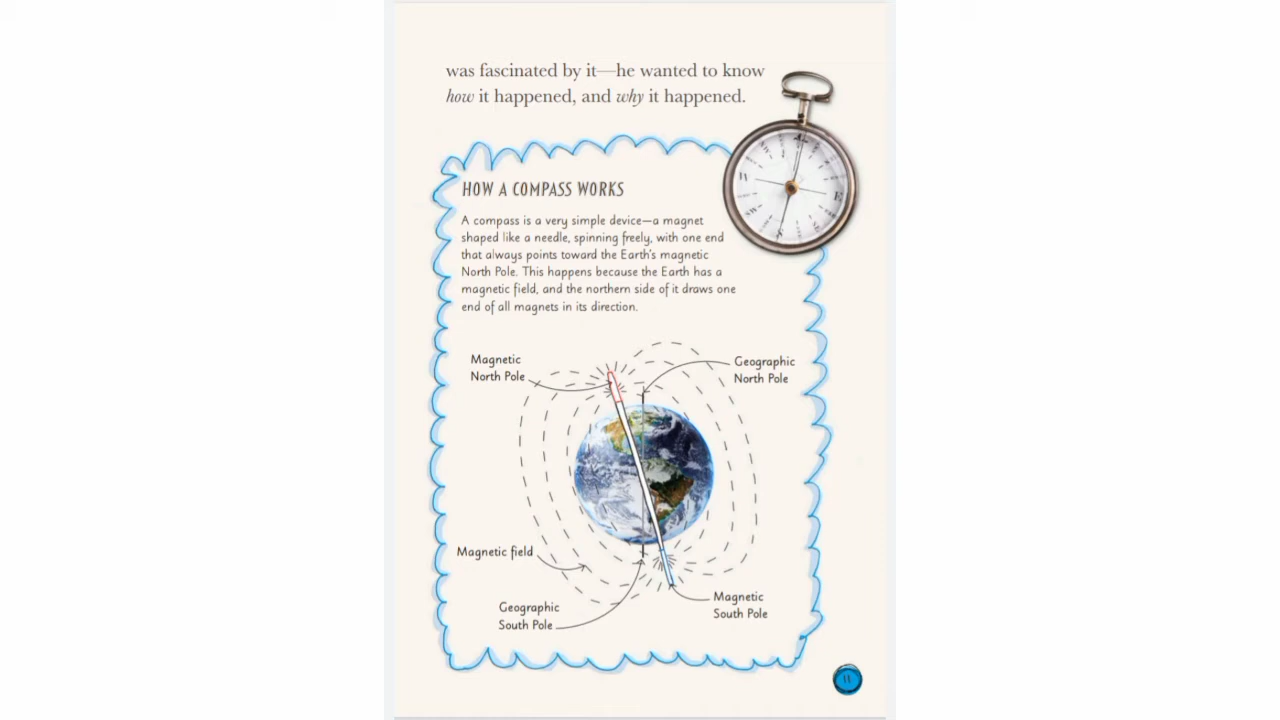 was fascinated by it—he wanted to know
how it happened, and why it happened.
HOW A COMPASS WORKS
A compass is a very simple device—a magnet
shaped like a needle, spinning freely, with one end
that always points toward the Earth's magnetic
North Pole. This happens because the Earth has a
magnetic field, and the northern side of it draws one
end of all magnets in its direction.
Magnetic
North Pole
Geographic
North Pole
Magnetic field
Geographic
South Pole
Magnetic
South Pole
W
E
S
11